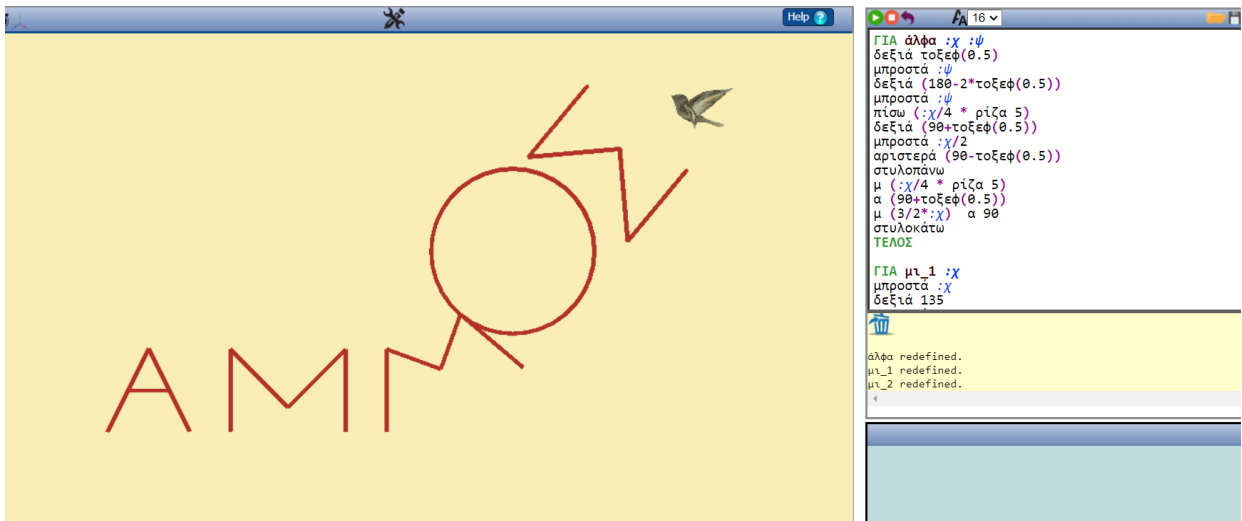 Help ?
16
ΓΙΑ άλφα :χ :ψ
δεξιά τοξεφ(0.5)
μπροστά :ψ
δεξιά (180-2*τοξεφ(0.5))
μπροστά :ψ
πίσω (:χ/4 * ρίζα 5)
δεξιά (90+τοξεφ(0.5))
μπροστά :χ/2
αριστερά (90-τοξεφ(0.5))
στυλοπάνω
μ (:χ/4 * ρίζα 5)
α (90+τοξεφ(0.5))
μ (3/2*:χ)  α 90
στυλοκάτω
ΤΕΛΟΣ
ΓΙΑ μι_1 :χ
μπροστά :χ
δεξιά 135
άλφα redefined.
μι_1 redefined.
μι_2 redefined.
ΑΜΜ